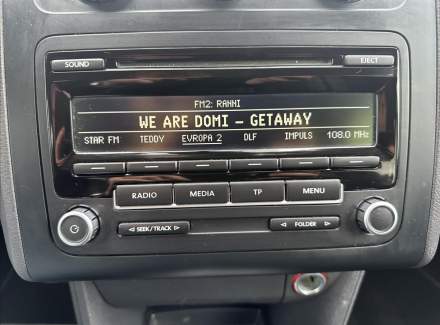 SOUND
EJECT
FM2: RANNI
WE ARE DOMI - GETAWAY
STAR FM TEDDY EVROPA 2 DLF IMPULS 108.0 MHz
RADIO MEDIA TP MENU
SEEK/TRACK FOLDER